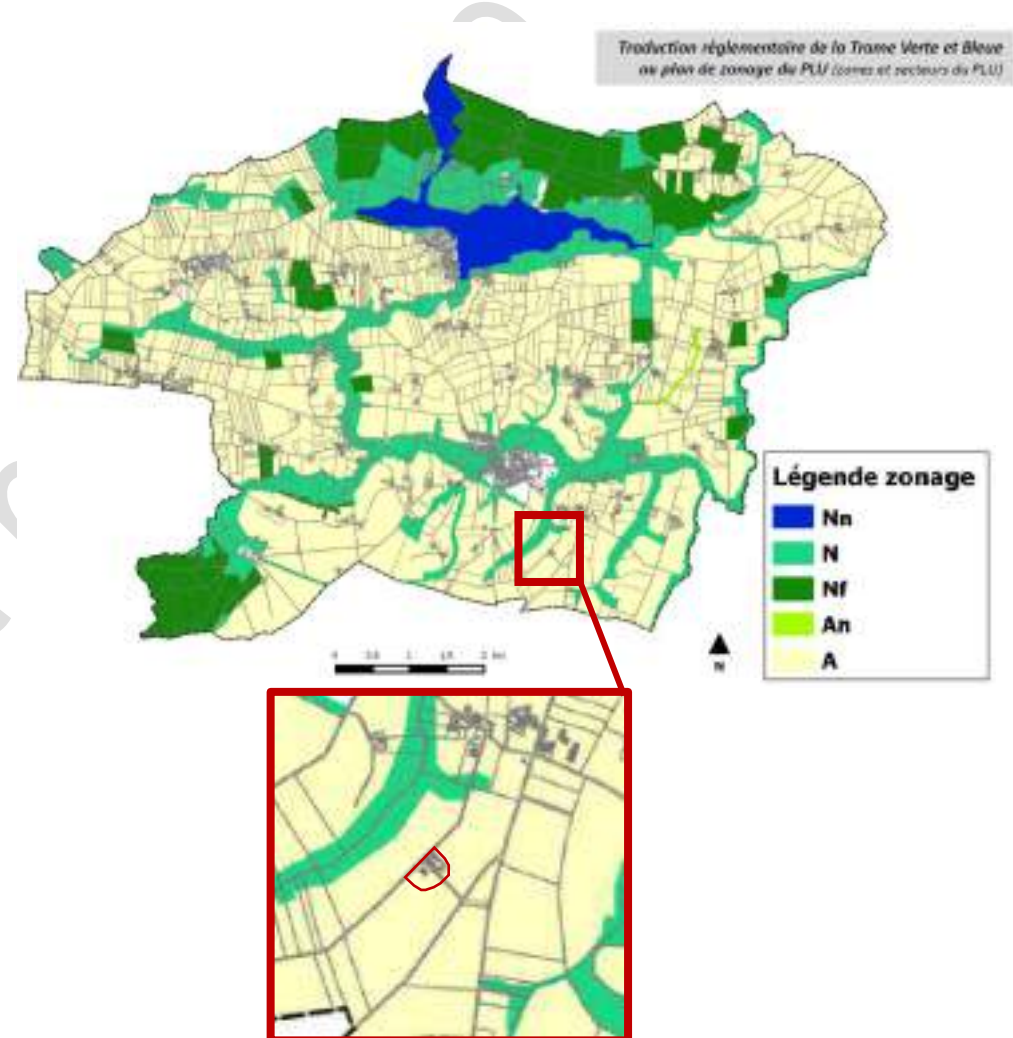 Traduction réglementaire de la Trame Verte et Bleue
au plan de zonage du PLU (zones et secteurs du PLU)
Légende zonage
Nn
N
Nf
An
A
N